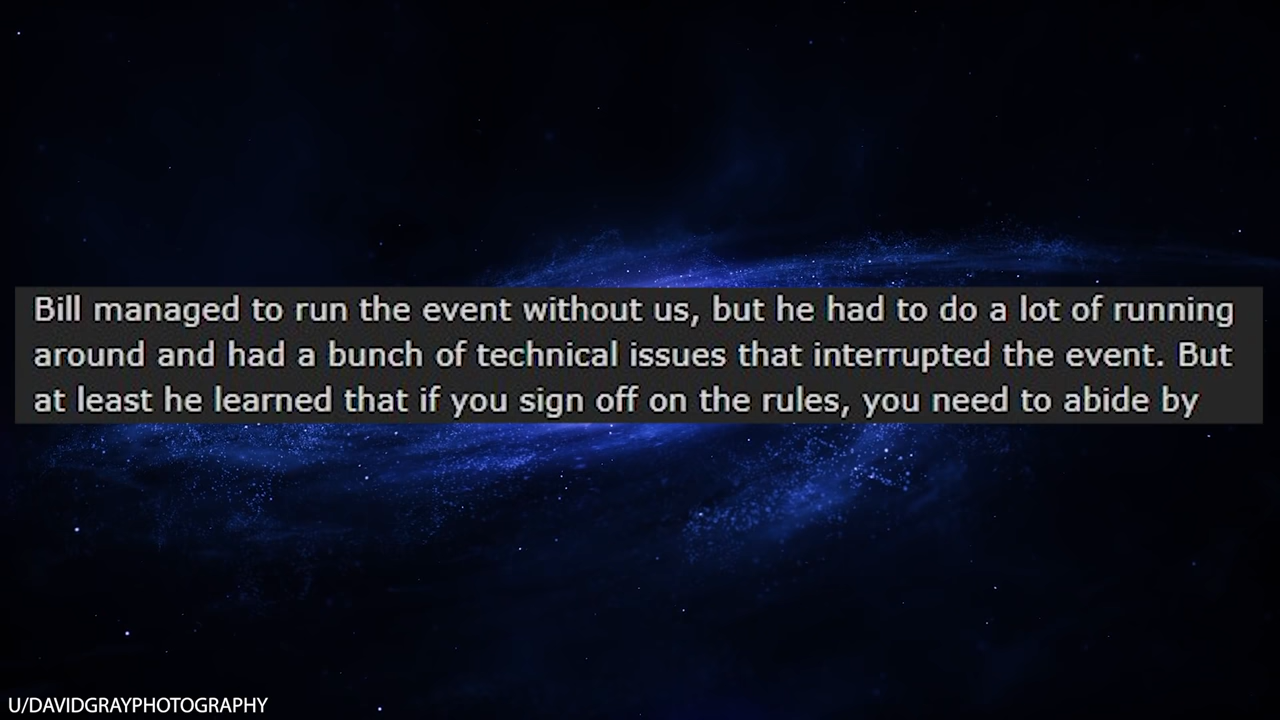 Bill managed to run the event without us, but he had to do a lot of running
around and had a bunch of technical issues that interrupted the event. But
at least he learned that if you sign off on the rules, you need to abide by
U/DAVIDGRAYPHOTOGRAPHY